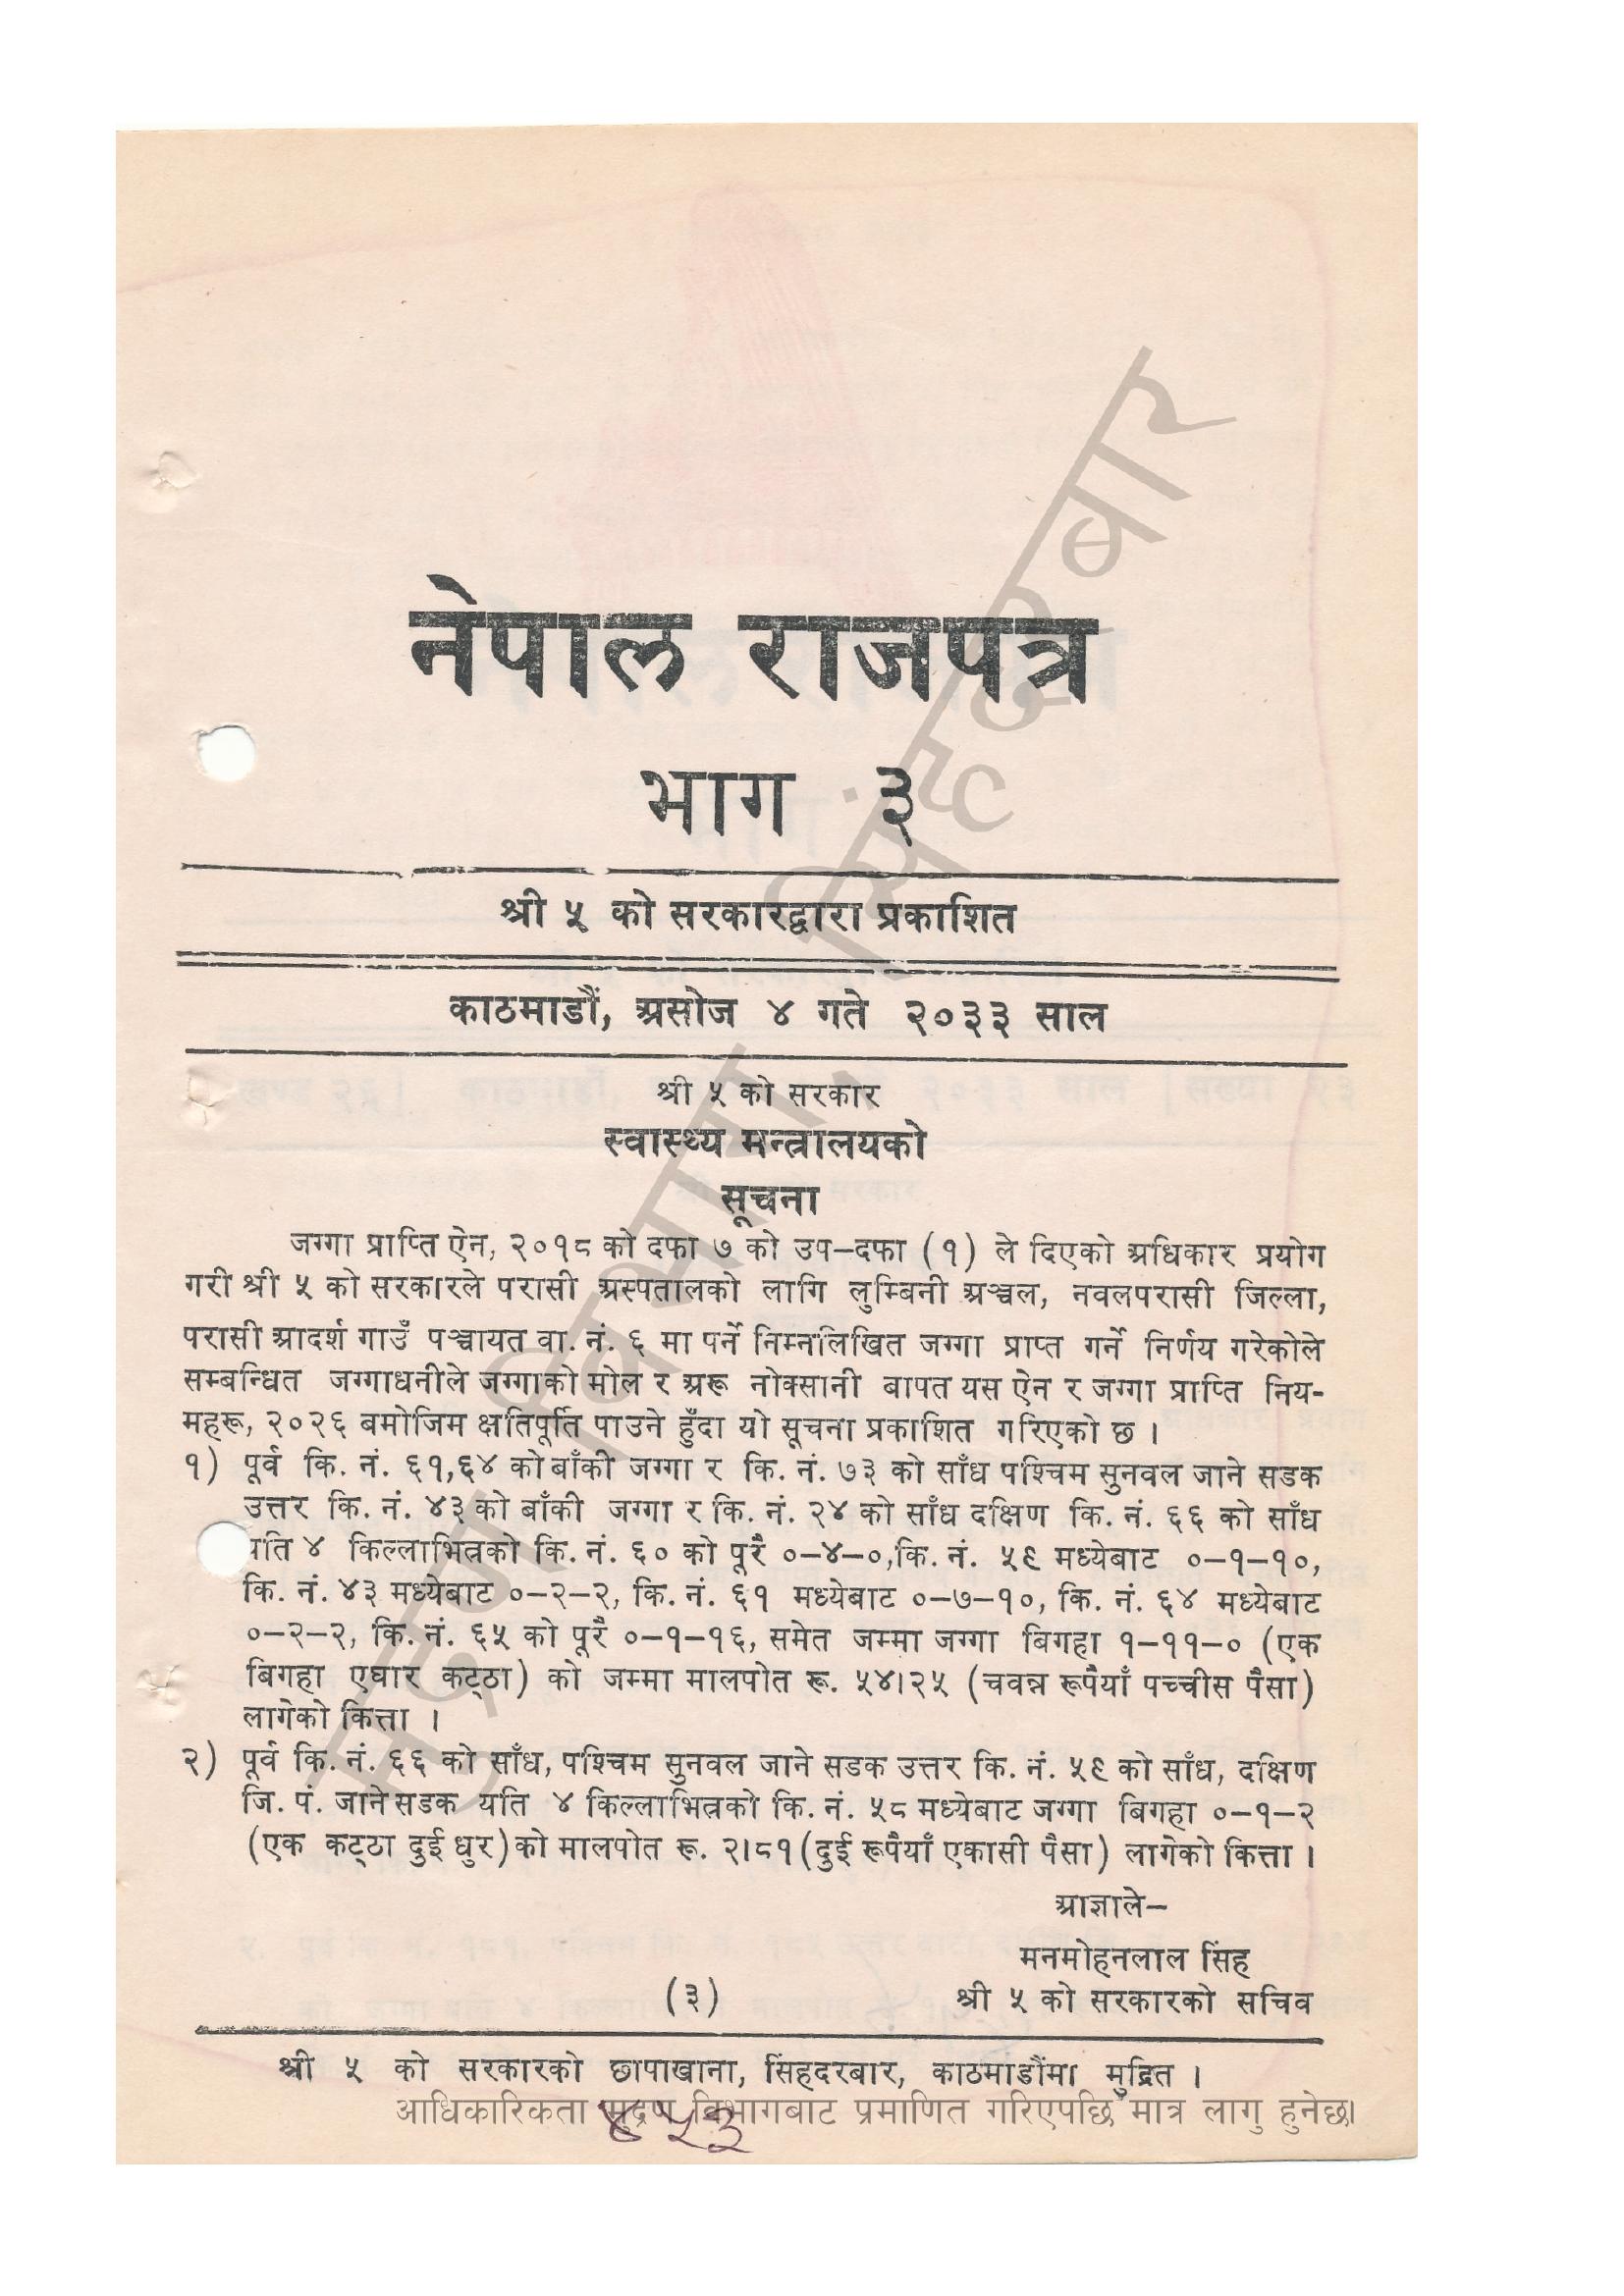 नेपाल राजपत्र
भाग ३
श्री ५ को सरकारद्वारा प्रकाशित
काठमाडौं, असोज ४ गते २०३३ साल
श्री ५ को सरकार
स्वास्थ्य मन्त्रालयको
सूचना
जग्गा प्राप्ति ऐन, २०१८ को दफा ७ को उप–दफा (१) ले दिएको अधिकार प्रयोग
गरी श्री ५ को सरकारले परासी अस्पतालको लागि लुम्बिनी अञ्चल, नवलपरासी जिल्ला,
परासी आदर्श गाउँ पञ्चायत वा. नं. ६ मा पर्ने निम्नलिखित जग्गा प्राप्त गर्ने निर्णय गरेकोले
सम्बन्धित जग्गाधनीले जग्गाको मोल र अरू नोक्सानी बापत यस ऐन र जग्गा प्राप्ति निय-
महरू, २०२६ बमोजिम क्षतिपूर्ति पाउने हुँदा यो सूचना प्रकाशित गरिएको छ ।
१) पूर्व कि. नं. ६१,६४ को बाँकी जग्गा र कि. नं. ७३ को साँध पश्चिम सुनवल जाने सडक
उत्तर कि. नं. ४३ को बाँकी जग्गा र कि. नं. २४ को साँध दक्षिण कि. नं. ६६ को साँध
यति ४ किल्लाभित्रको कि. नं. ६० को पूरै ०–४–०,कि. नं. ५९ मध्येबाट ०–१–१०,
कि. नं. ४३ मध्येबाट ०–२–२, कि. नं. ६१ मध्येबाट ०–७–१०, कि. नं. ६४ मध्येबाट
०–२–२, कि. नं. ६५ को पूरै ०–१–१६, समेत जम्मा जग्गा बिगहा १–११–० (एक
बिगहा एघार कट्ठा) को जम्मा मालपोत रू. ५४।२५ (चवन्न रूपैयाँ पच्चीस पैसा)
लागेको कित्ता ।
२) पूर्व कि. नं. ६६ को साँध, पश्चिम सुनवल जाने सडक उत्तर कि. नं. ५९ को साँध, दक्षिण
जि. पं. जाने सडक यति ४ किल्लाभित्रको कि. नं. ५८ मध्येबाट जग्गा बिगहा ०–१–२
(एक कट्ठा दुई धुर) को मालपोत रू. २।८१ (दुई रूपैयाँ एकासी पैसा) लागेको कित्ता ।
आज्ञाले–
मनमोहनलाल सिंह
(३) श्री ५ को सरकारको सचिव
श्री ५ को सरकारको छापाखाना, सिंहदरबार, काठमाडौंमा मुद्रित ।
आधिकारिकता मुद्रण विभागबाट प्रमाणित गरिएपछि मात्र लागु हुनेछ।
४५३
मुद्रण विभाग, सिंहदरबार